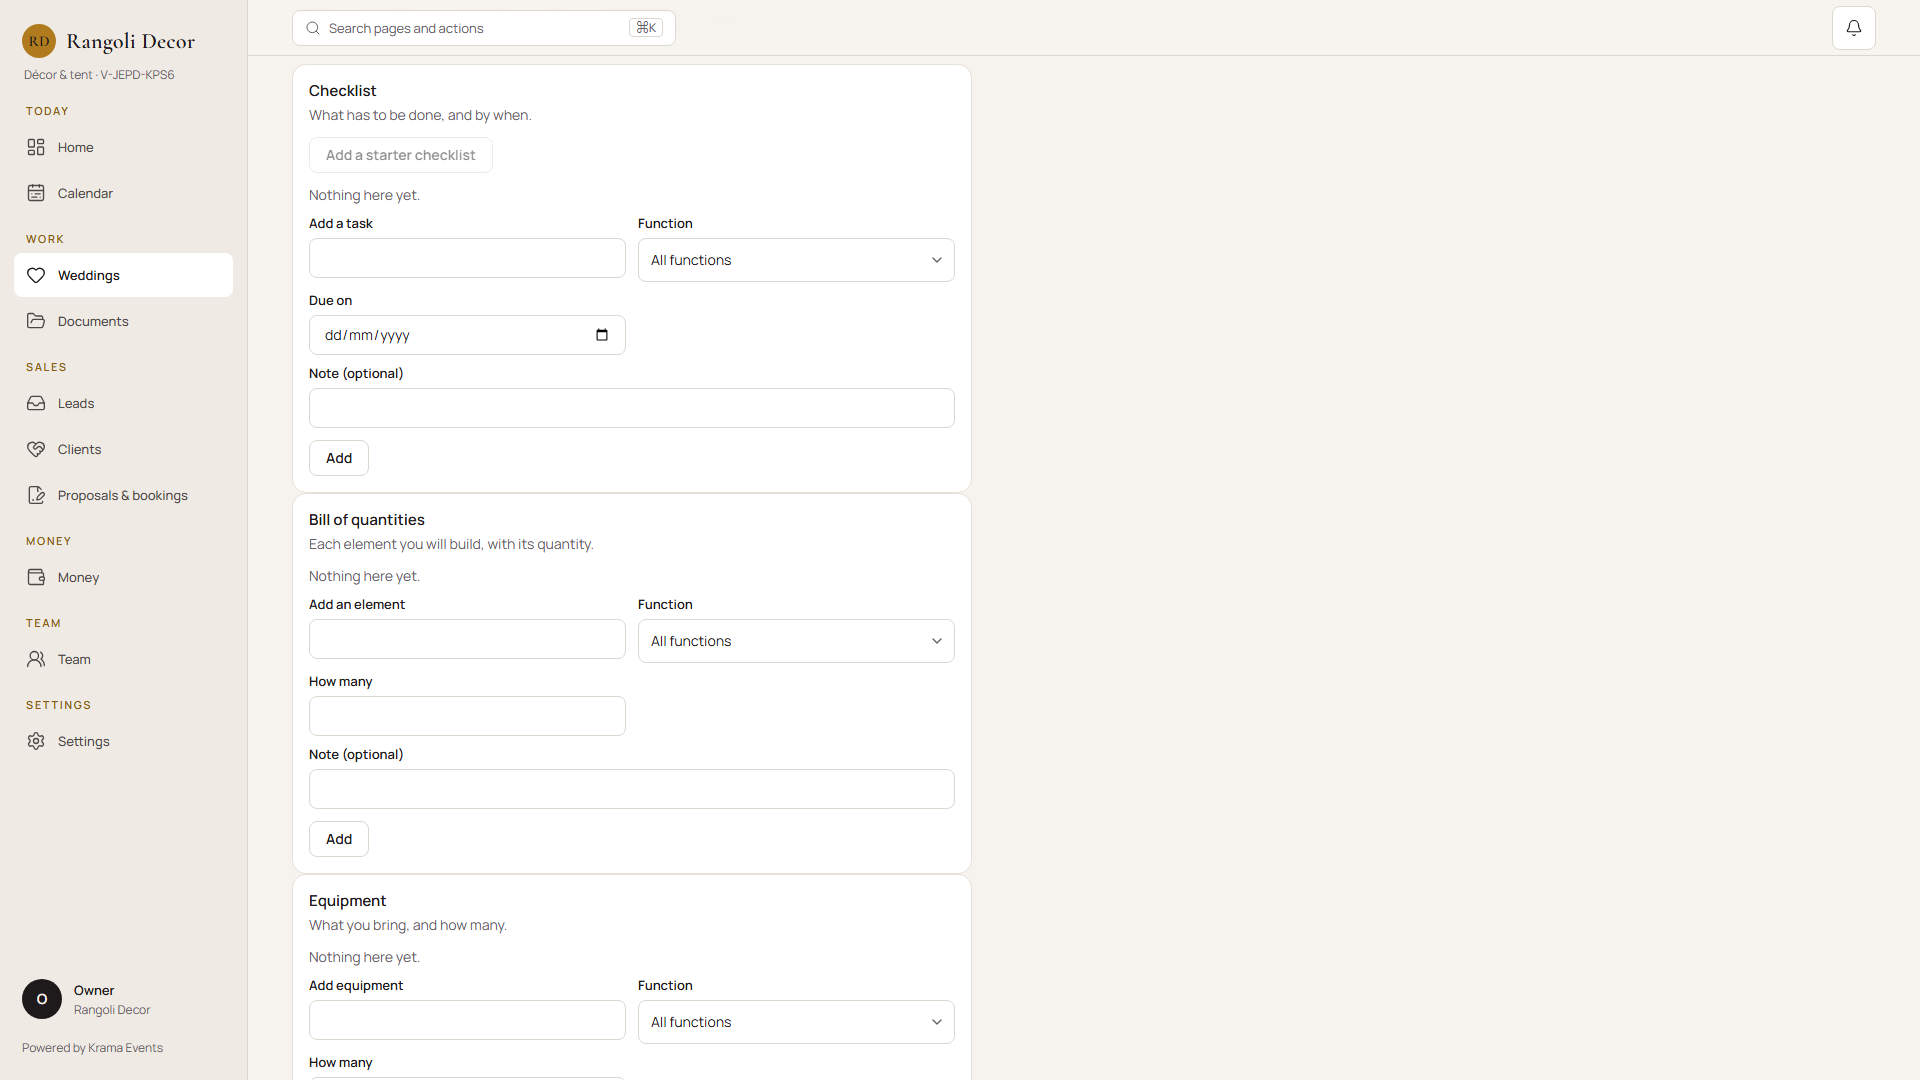 RD
Rangoli Decor
Décor & tent · V-JEPD-KPS6
TODAY
Home
Calendar
WORK
Weddings
Documents
SALES
Leads
Clients
Proposals & bookings
MONEY
Money
TEAM
Team
SETTINGS
Settings
O
Owner
Rangoli Decor
Powered by Krama Events
Search pages and actions
⌘K
Checklist
What has to be done, and by when.
Add a starter checklist
Nothing here yet.
Add a task
Function
All functions
Due on
dd/mm/yyyy
Note (optional)
Add
Bill of quantities
Each element you will build, with its quantity.
Nothing here yet.
Add an element
Function
All functions
How many
Note (optional)
Add
Equipment
What you bring, and how many.
Nothing here yet.
Add equipment
Function
All functions
How many